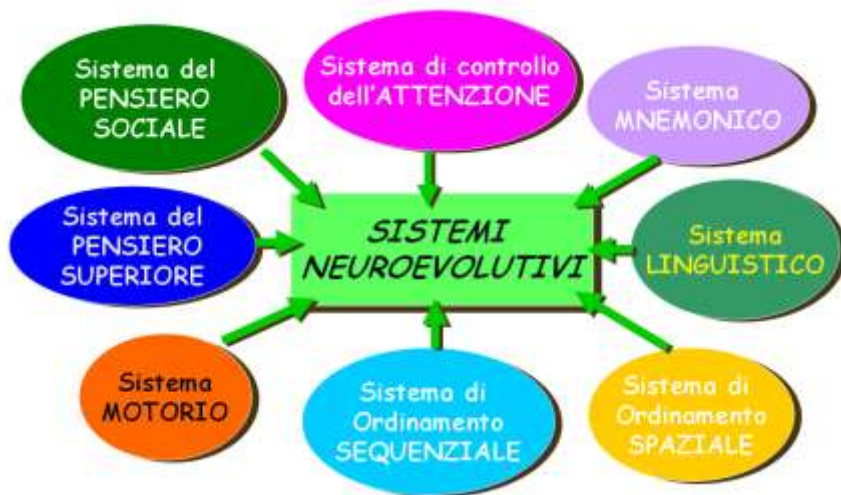 Sistema del
PENSIERO
SOCIALE
Sistema di controllo
dell'ATTENZIONE
Sistema
MNEMONICO
Sistema del
PENSIERO
SUPERIORE
SISTEMI
NEUROEVOLUTIVI
Sistema
LINGUISTICO
Sistema
MOTORIO
Sistema di
Ordinamento
SEQUENZIALE
Sistema di
Ordinamento
SPAZIALE